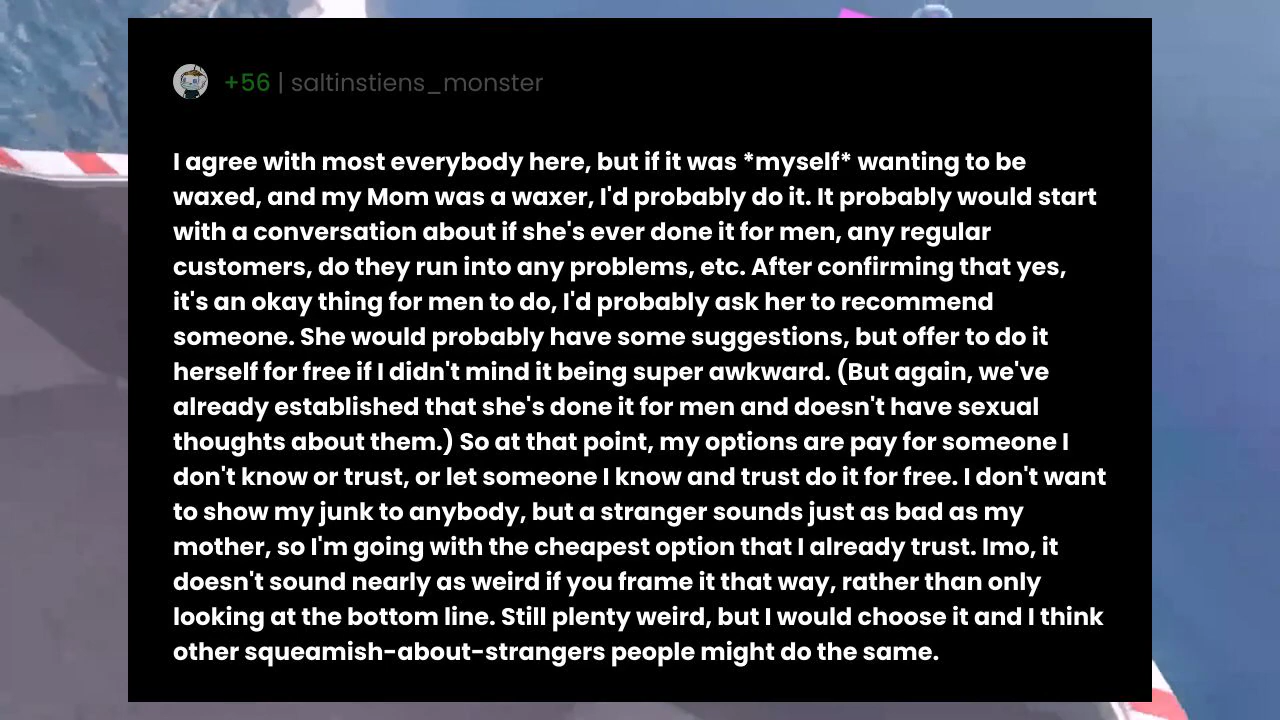 +56 | saltinstiens_monster
I agree with most everybody here, but if it was *myself* wanting to be
waxed, and my Mom was a waxer, I'd probably do it. It probably would start
with a conversation about if she's ever done it for men, any regular
customers, do they run into any problems, etc. After confirming that yes,
it's an okay thing for men to do, I'd probably ask her to recommend
someone. She would probably have some suggestions, but offer to do it
herself for free if I didn't mind it being super awkward. (But again, we've
already established that she's done it for men and doesn't have sexual
thoughts about them.) So at that point, my options are pay for someone I
don't know or trust, or let someone I know and trust do it for free. I don't want
to show my junk to anybody, but a stranger sounds just as bad as my
mother, so I'm going with the cheapest option that I already trust. Imo, it
doesn't sound nearly as weird if you frame it that way, rather than only
looking at the bottom line. Still plenty weird, but I would choose it and I think
other squeamish-about-strangers people might do the same.